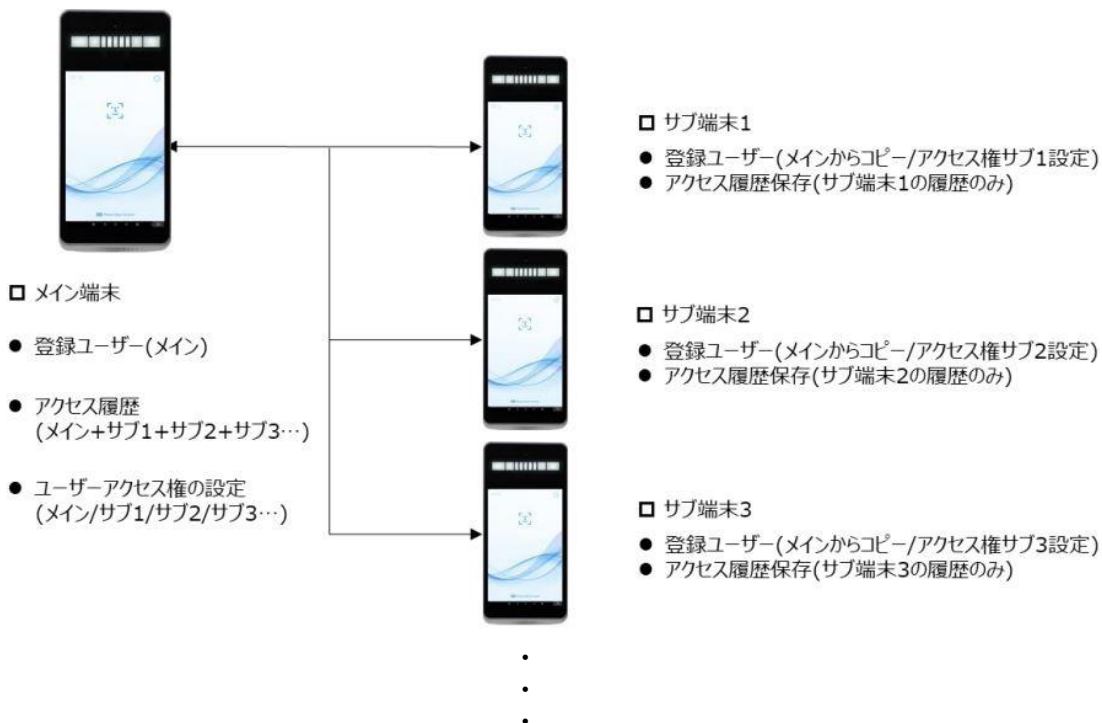 □ メイン端末
● 登録ユーザー(メイン)
● アクセス履歴
(メイン+サブ1+サブ2+サブ3…)
● ユーザーアクセス権の設定
(メイン/サブ1/サブ2/サブ3…)
□ サブ端末1
● 登録ユーザー(メインからコピー/アクセス権サブ1設定)
● アクセス履歴保存(サブ端末1の履歴のみ)
□ サブ端末2
● 登録ユーザー(メインからコピー/アクセス権サブ2設定)
● アクセス履歴保存(サブ端末2の履歴のみ)
□ サブ端末3
● 登録ユーザー(メインからコピー/アクセス権サブ3設定)
● アクセス履歴保存(サブ端末3の履歴のみ)